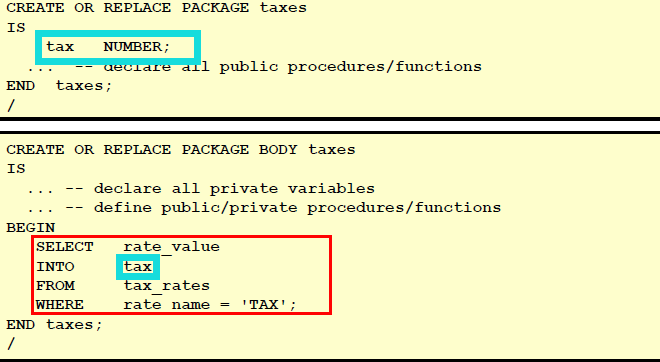 CREATE OR REPLACE PACKAGE taxes
IS
tax NUMBER;
... -- declare all public procedures/functions
END taxes;
/
CREATE OR REPLACE PACKAGE BODY taxes
IS
... -- declare all private variables
... -- define public/private procedures/functions
BEGIN
SELECT rate_value
INTO tax
FROM tax_rates
WHERE rate_name = 'TAX';
END taxes;
/